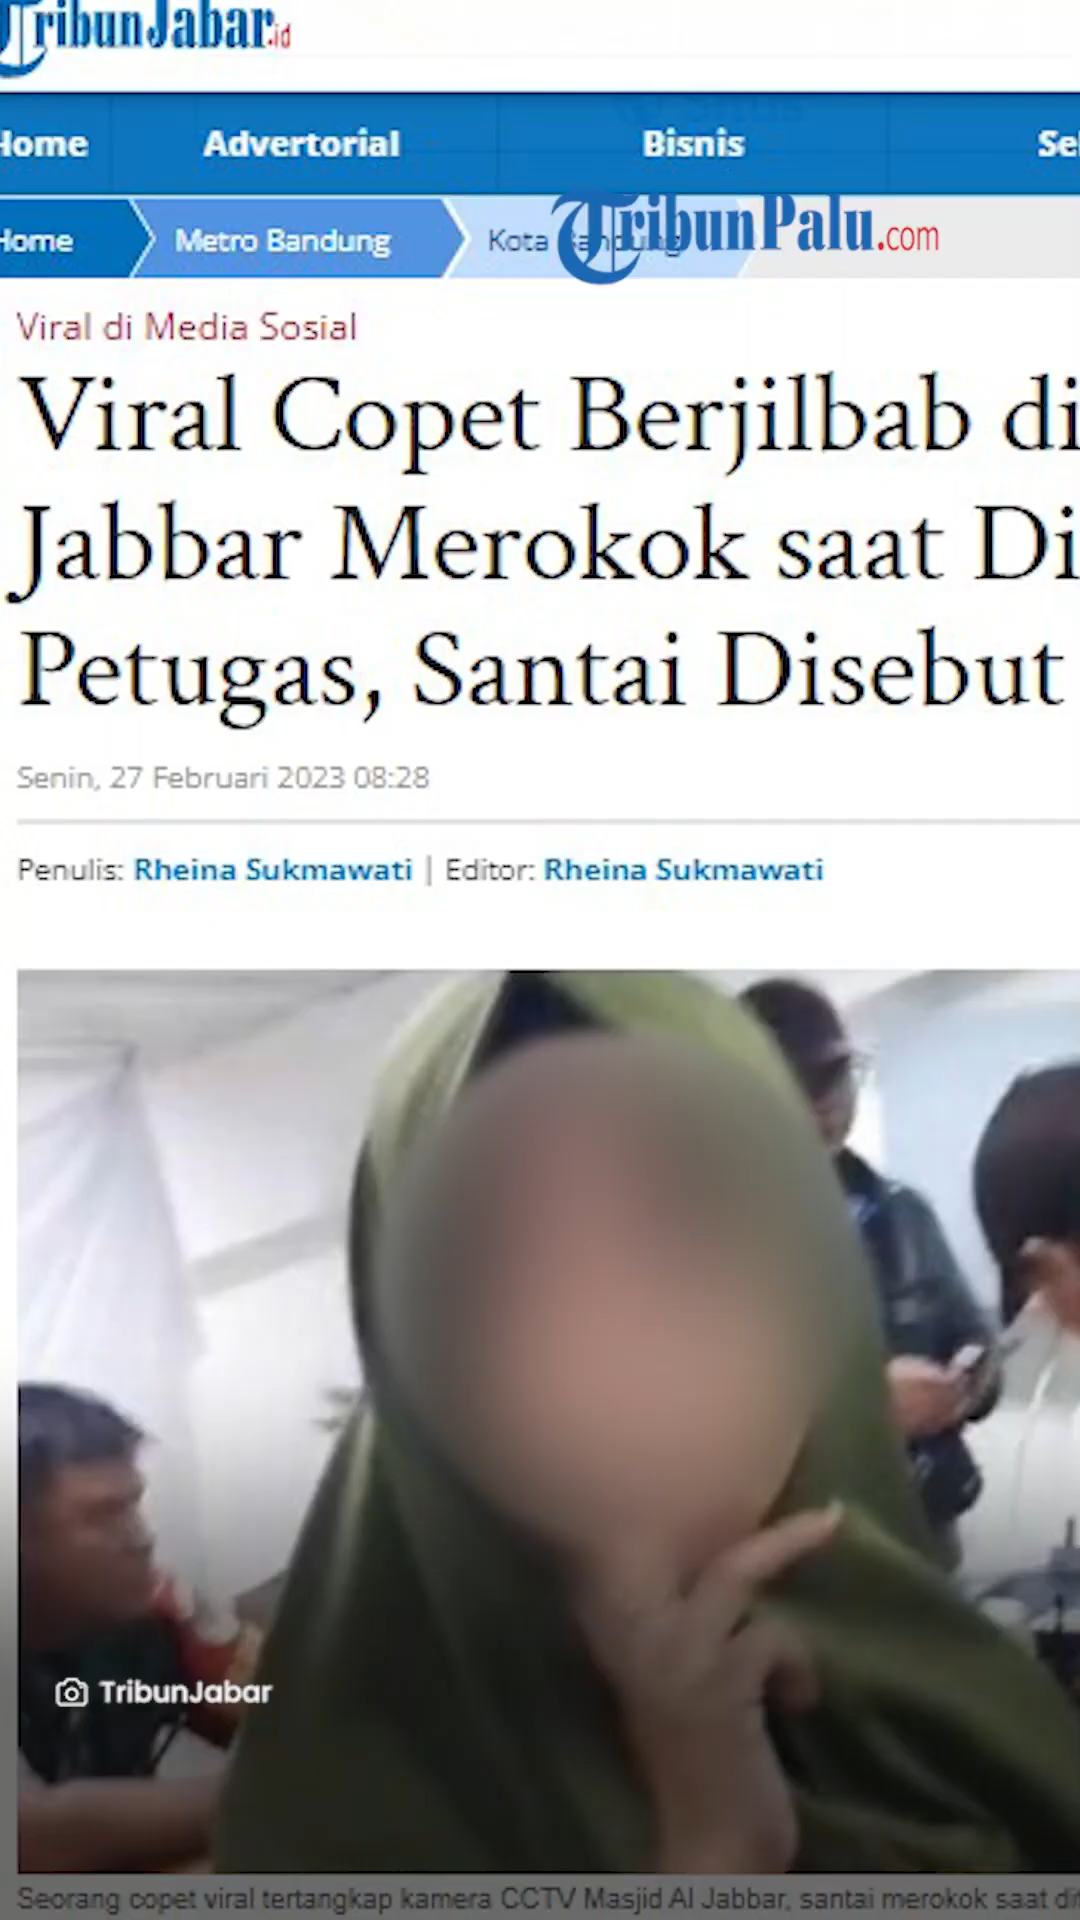 TribunJabar.id
Home Advertorial Bisnis Se
Home Metro Bandung Kota Bandung
TribunPalu.com
Viral di Media Sosial
Viral Copet Berjilbab di
Jabbar Merokok saat Di
Petugas, Santai Disebut
Senin, 27 Februari 2023 08:28
Penulis: Rheina Sukmawati | Editor: Rheina Sukmawati
TribunJabar
Seorang copet viral tertangkap kamera CCTV Masjid Al Jabbar, santai merokok saat di